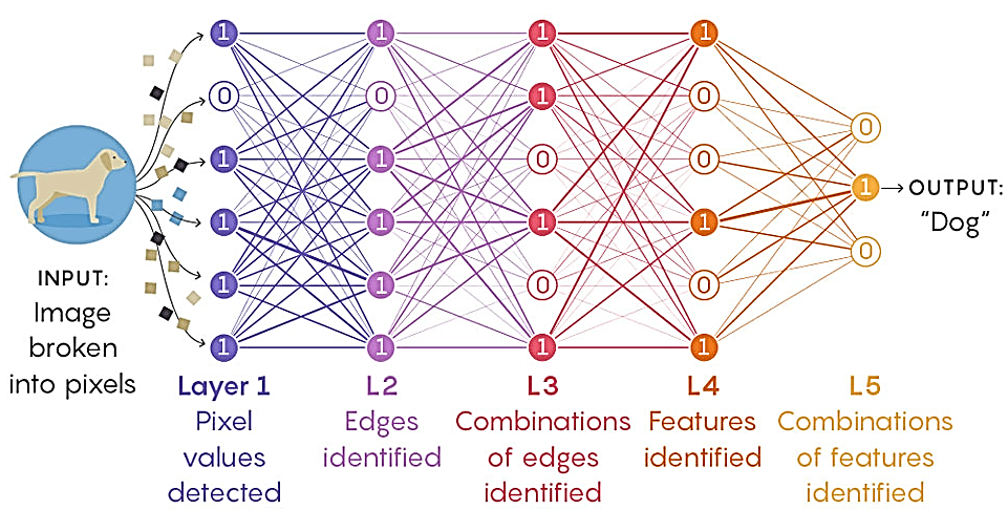 1 1 1 1
0 0 1 0
0
1 1 0 0
1 OUTPUT:
"Dog"
1 1 1 1
0
INPUT:
Image
broken
into pixels
1 1 0 0
1 1 1 1
Layer 1 L2 L3 L4 L5
Pixel Edges Combinations Features Combinations
values identified of edges identified of features
detected identified identified